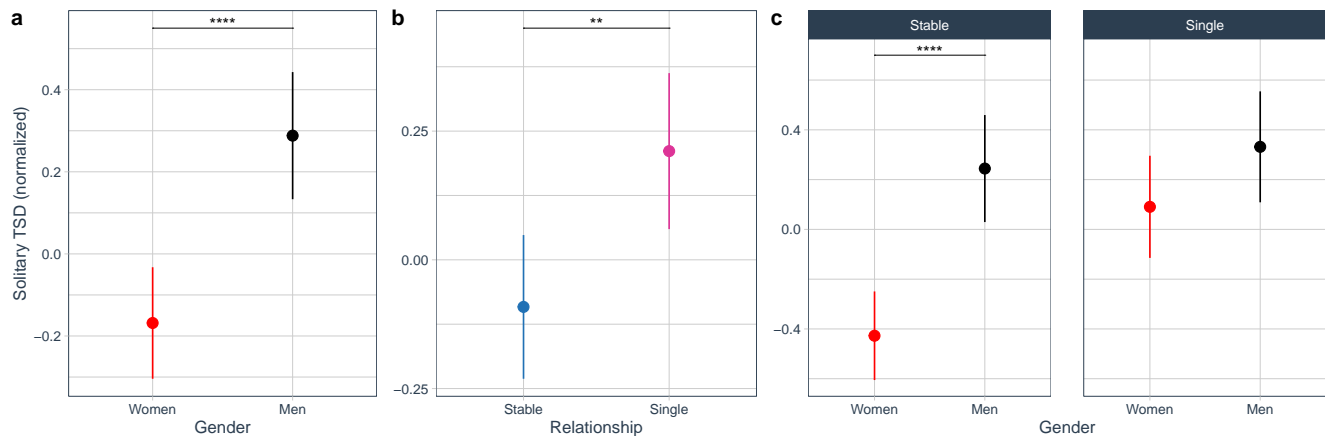 a
****
Solitary TSD (normalized)
0.4
0.2
0.0
−0.2
Women
Men
Gender
b
**
0.25
0.00
−0.25
Stable
Single
Relationship
c
Stable
Single
****
0.4
0.0
−0.4
Women
Men
Women
Men
Gender